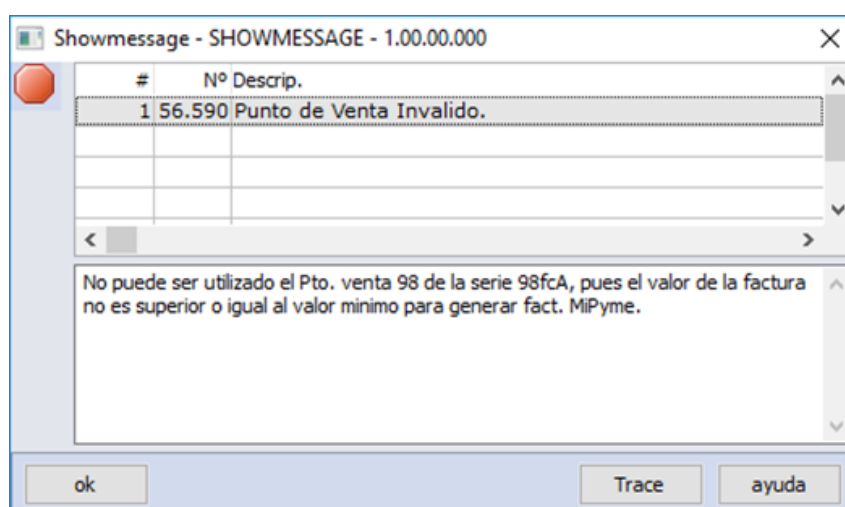 Showmessage - SHOWMESSAGE - 1.00.00.000
# Nº Descrip.
1 56.590 Punto de Venta Invalido.
No puede ser utilizado el Pto. venta 98 de la serie 98fcA, pues el valor de la factura
no es superior o igual al valor minimo para generar fact. MiPyme.
ok Trace ayuda